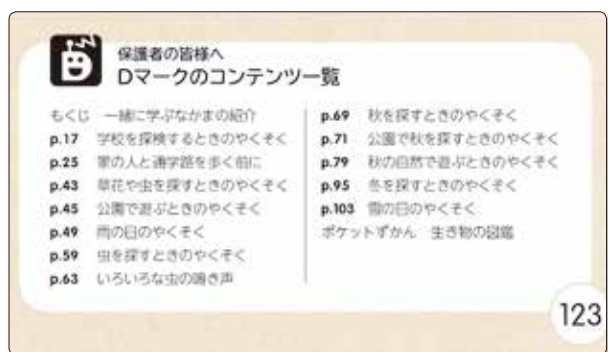 保護者の皆様へ
Dマークのコンテンツ一覧
もくじ 一緒に学ぶなかまの紹介
p.17 学校を探検するときのやくそく
p.25 家の人と通学路を歩く前に
p.43 草花や虫を探すときのやくそく
p.45 公園で遊ぶときのやくそく
p.49 雨の日のやくそく
p.59 虫を探すときのやくそく
p.63 いろいろな虫の鳴き声
p.69 秋を探すときのやくそく
p.71 公園で秋を探すときのやくそく
p.79 秋の自然で遊ぶときのやくそく
p.95 冬を探すときのやくそく
p.103 雪の日のやくそく
ポケットずかん 生き物の図鑑
123